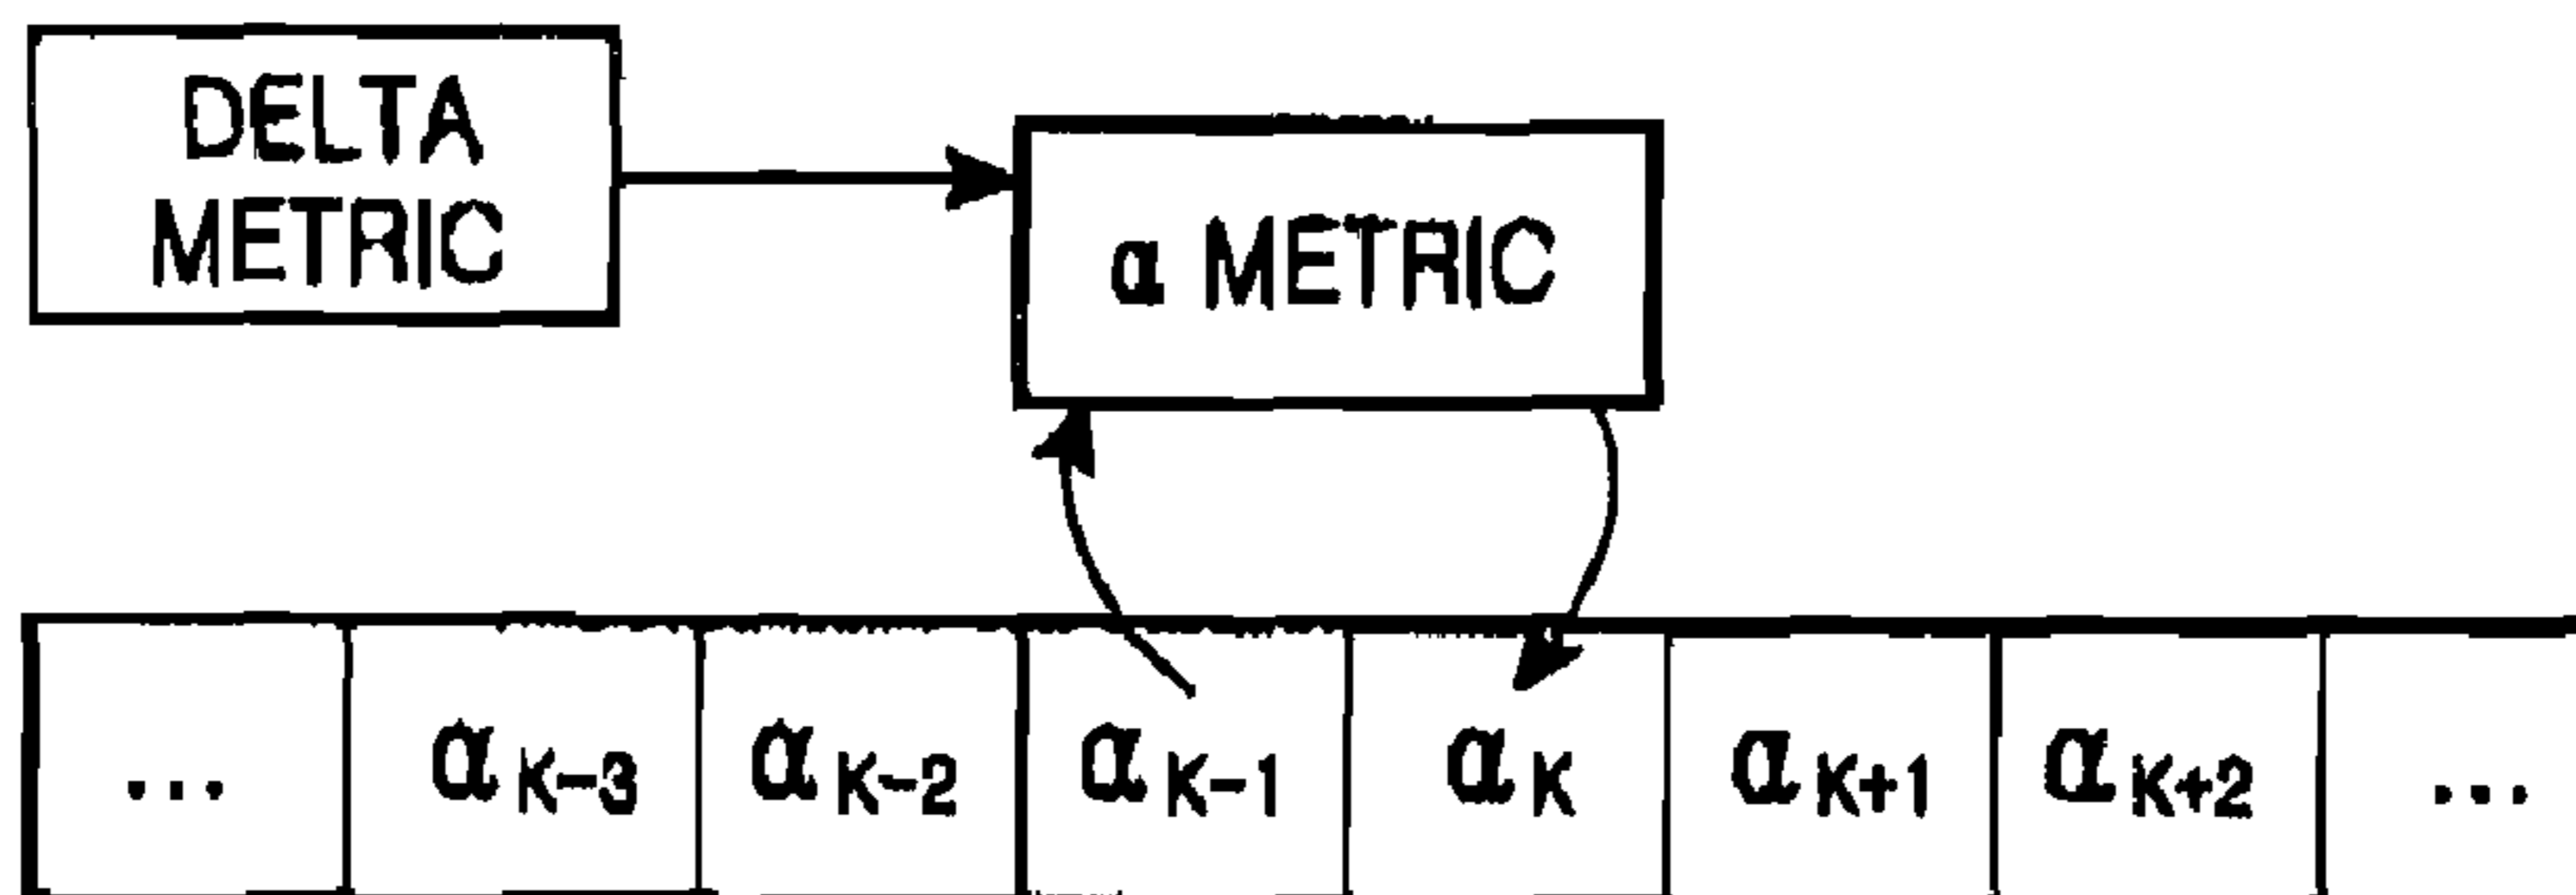 DELTA
METRIC
α METRIC
... α K-3 α K-2 α K-1 α K α K+1 α K+2 ...